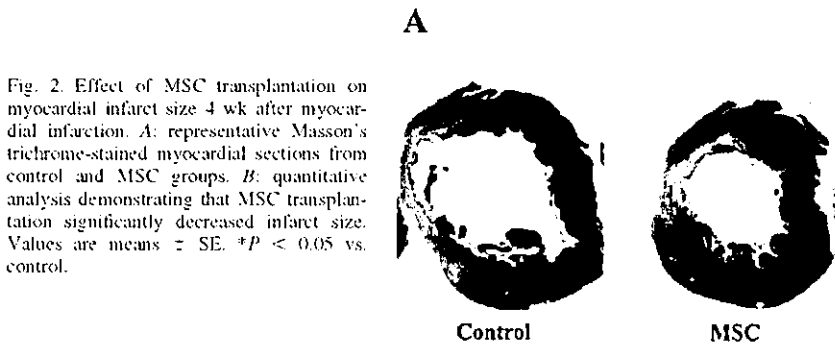 A
Fig. 2. Effect of MSC transplantation on
myocardial infarct size 4 wk after myocar-
dial infarction. A: representative Masson's
trichrome-stained myocardial sections from
control and MSC groups. B: quantitative
analysis demonstrating that MSC transplan-
tation significantly decreased infarct size.
Values are means ± SE. *P < 0.05 vs.
control.
Control
MSC